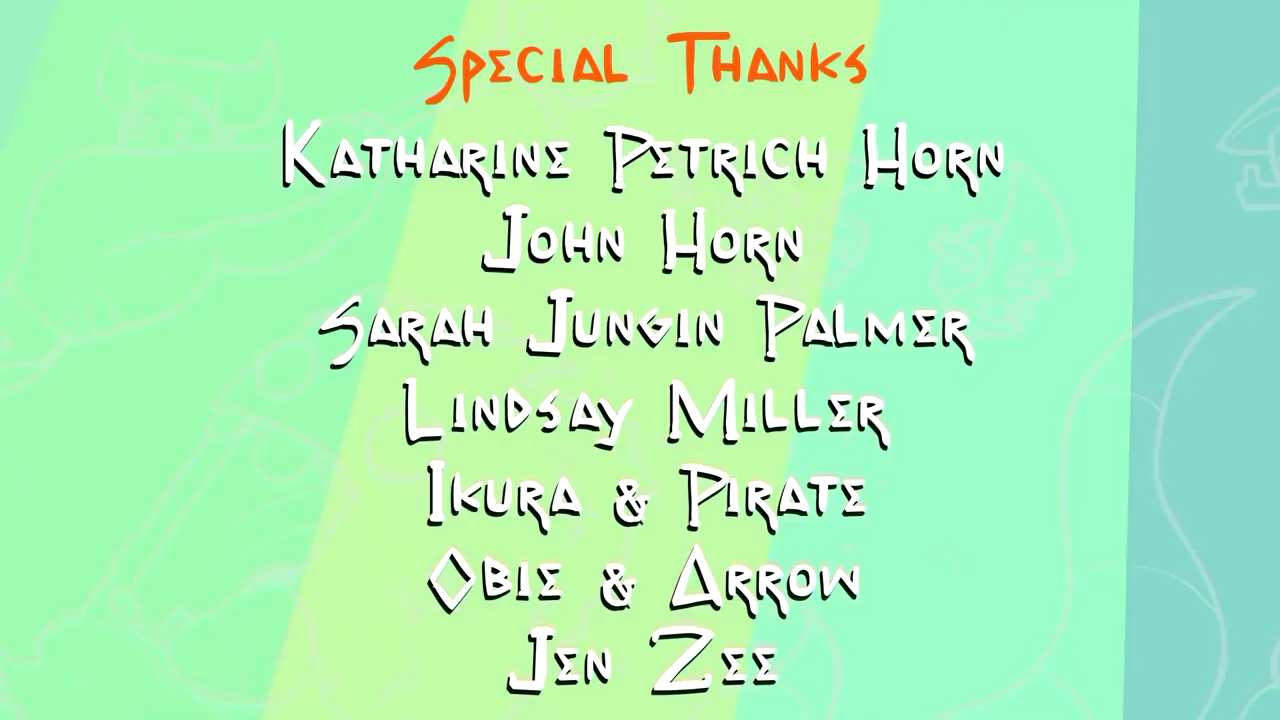 Special Thanks
Katharine Petrich Horn
John Horn
Sarah Jungin Palmer
Lindsay Miller
Ikura & Pirate
Obie & Arrow
Jen Zee